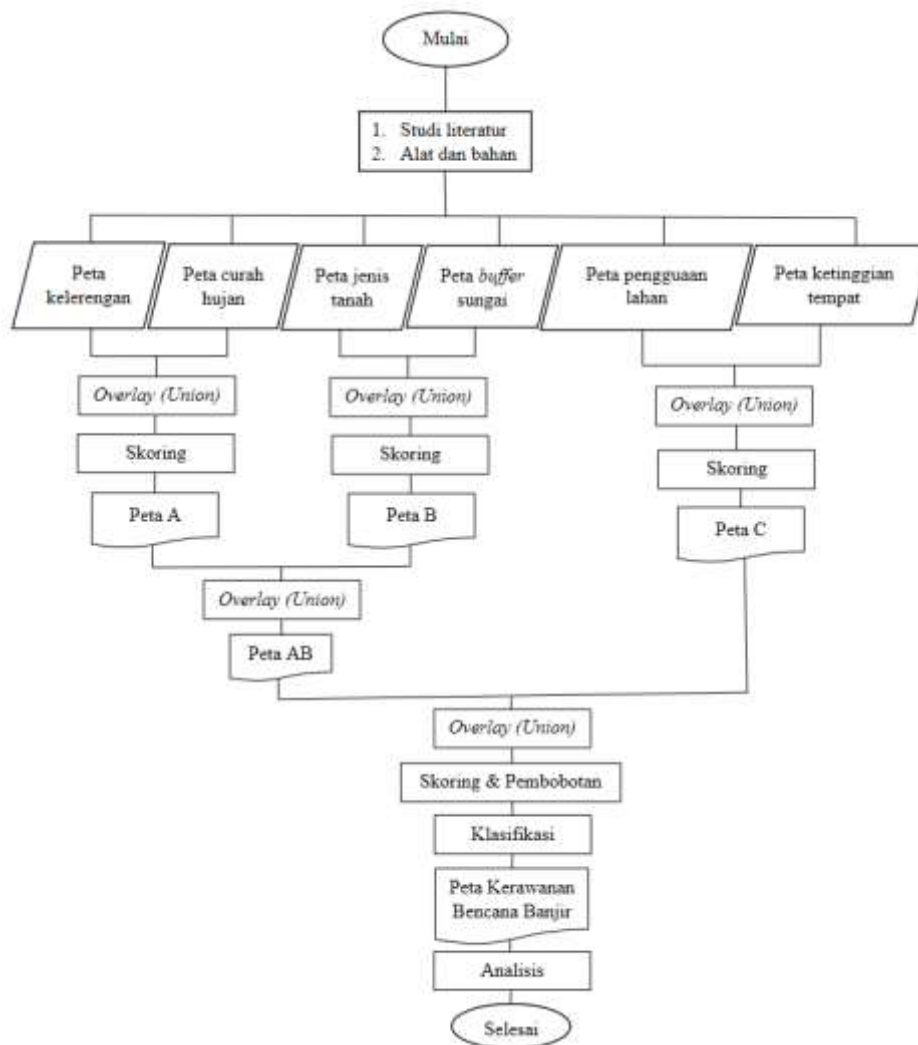 Mulai
1. Studi literatur
2. Alat dan bahan
Peta
kelerengan
Peta curah
hujan
Peta jenis
tanah
Peta buffer
sungai
Peta pengguaan
lahan
Peta ketinggian
tempat
Overlay (Union)
Overlay (Union)
Overlay (Union)
Skoring
Skoring
Skoring
Peta A
Peta B
Peta C
Overlay (Union)
Peta AB
Overlay (Union)
Skoring & Pembobotan
Klasifikasi
Peta Kerawanan
Bencana Banjir
Analisis
Selesai